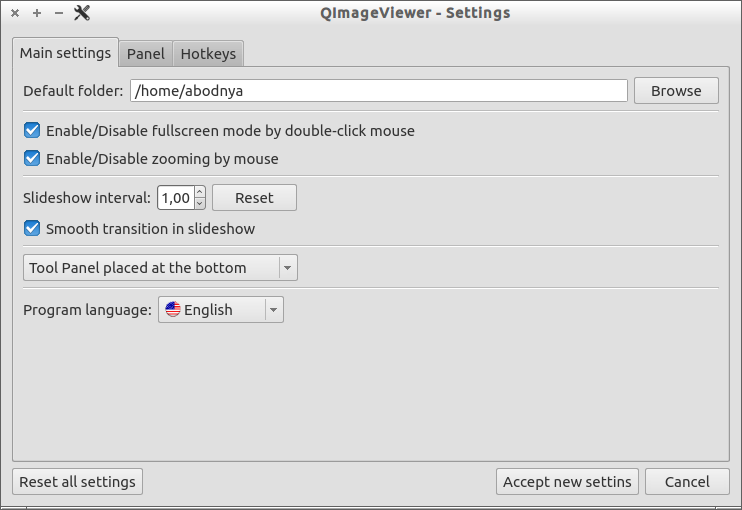 QImageViewer - Settings
Main settings Panel Hotkeys
Default folder: /home/abodnya Browse
Enable/Disable fullscreen mode by double-click mouse
Enable/Disable zooming by mouse
Slideshow interval: 1,00 Reset
Smooth transition in slideshow
Tool Panel placed at the bottom
Program language: English
Reset all settings Accept new settins Cancel